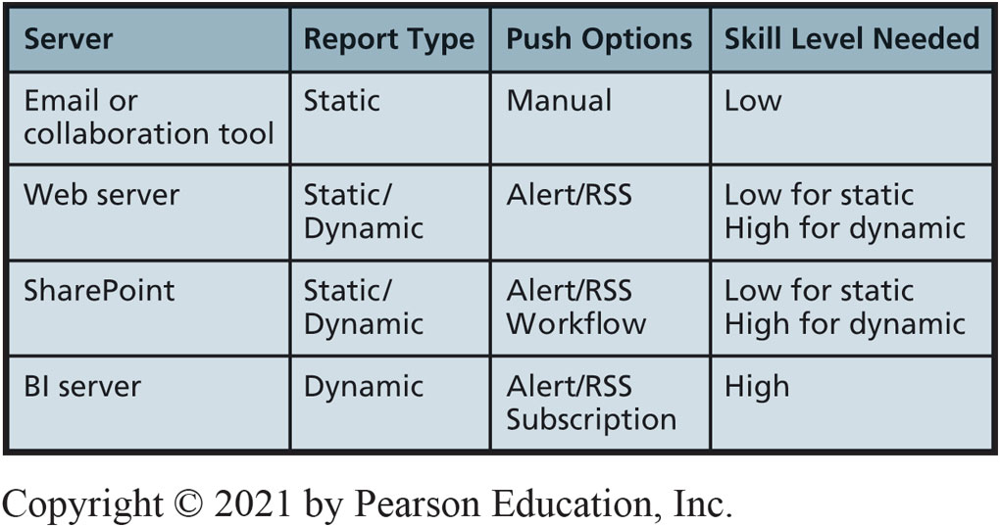 Server Report Type Push Options Skill Level Needed
Email or
collaboration tool
Static
Manual
Low
Web server
Static/
Dynamic
Alert/RSS
Low for static
High for dynamic
SharePoint
Static/
Dynamic
Alert/RSS
Workflow
Low for static
High for dynamic
BI server
Dynamic
Alert/RSS
Subscription
High
Copyright © 2021 by Pearson Education, Inc.